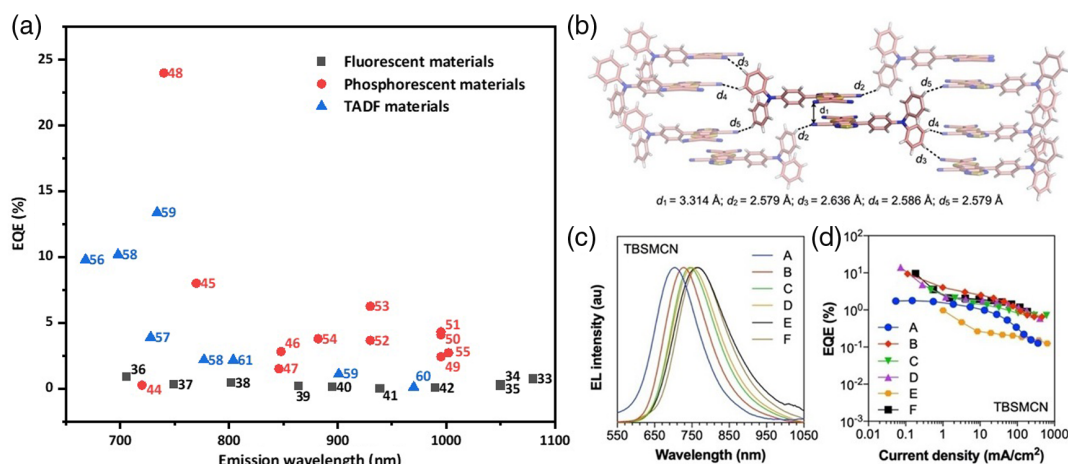 (a)
EQE (%)
25
20
15
10
5
0
700
800
900
1000
1100
Emission wavelength (nm)
Fluorescent materials
Phosphorescent materials
TADF materials
48
59
56
58
45
53
57
46
54
52
51
50
55
49
47
58
61
59
60
36
44
37
38
39
40
41
42
34
35
33
(b)
d3
d4
d5
d2
d1
d2
d5
d4
d3
d1 = 3.314 Å; d2 = 2.579 Å; d3 = 2.636 Å; d4 = 2.586 Å; d5 = 2.579 Å
(c)
TBSMCN
A
B
C
D
E
F
EL intensity (au)
550 650 750 850 950 1050
Wavelength (nm)
(d)
EQE (%)
10²
10¹
10⁰
10⁻¹
10⁻²
10⁻³
A
B
C
D
E
F
TBSMCN
0.01 0.1 1 10 100 1000
Current density (mA/cm²)